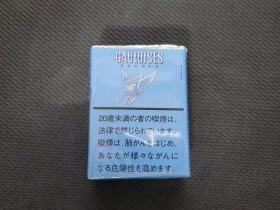 GAULOISES
20歳未満の者の喫煙は、
法律で禁じられています。
喫煙は、肺がんをはじめ、
あなたが様々ながんに
なる危険性を高めます。